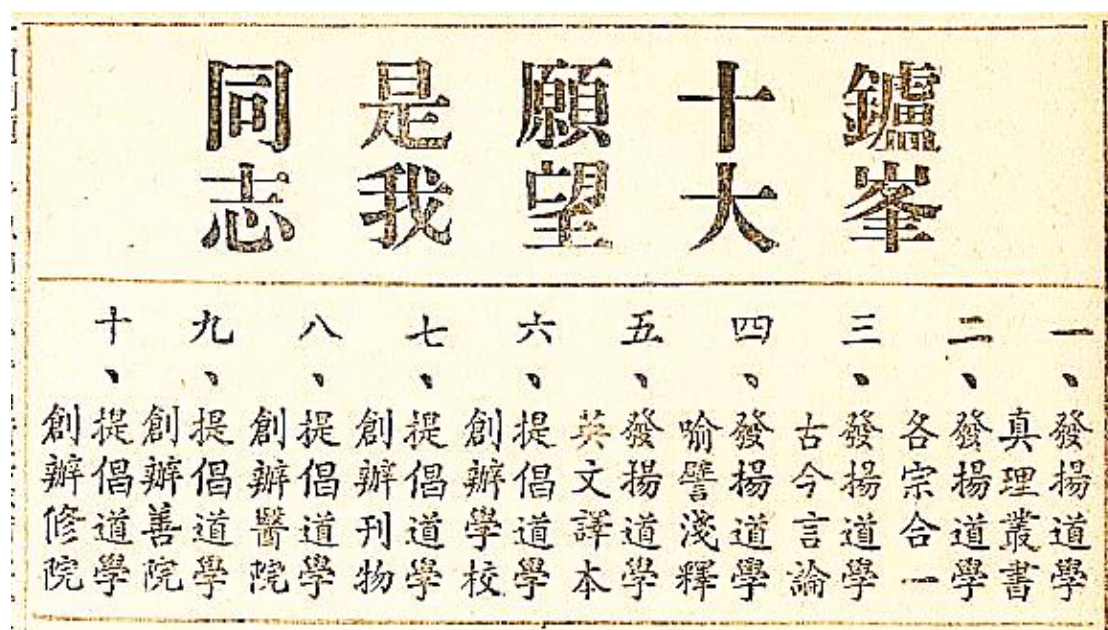 鑪峯
十大
願望
是我
同志
一、發揚道學
真理叢書
二、發揚道學
各宗合一
三、發揚道學
古今言論
四、發揚道學
喻譬淺釋
五、發揚道學
英文譯本
六、提倡道學
創辦學校
七、提倡道學
創辦刊物
八、提倡道學
創辦醫院
九、提倡道學
創辦善院
十、提倡道學
創辦修院